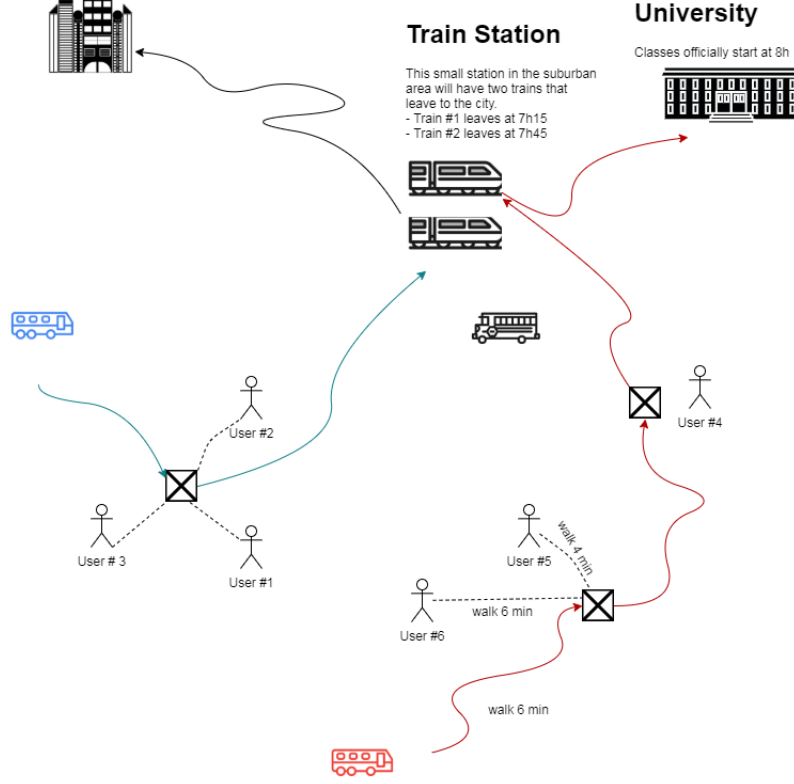 University
Train Station
Classes officially start at 8h
This small station in the suburban
area will have two trains that
leave to the city.
- Train #1 leaves at 7h15
- Train #2 leaves at 7h45
User #2
User #4
User # 3
User #1
User #5
walk 4 min
User #6
walk 6 min
walk 6 min